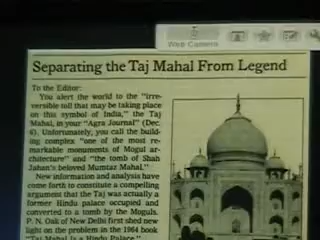 Web Camera
Separating the Taj Mahal From Legend
To the Editor:
You alert the world to the "irre-
versible toll that may be taking place
on this symbol of India," the Taj
Mahal, in your "Agra Journal" (Dec.
6). Unfortunately, you call the build-
ing complex "one of the most re-
markable monuments of Mogul ar-
chitecture" and "the tomb of Shah
Jahan's beloved Mumtaz Mahal."
New information and analysis have
come forth to constitute a compelling
argument that the Taj was actually a
former Hindu palace occupied and
converted to a tomb by the Moguls.
P. N. Oak of New Delhi first shed new
light on the problem in the 1964 book
"Taj Mahal Is a Hindu Palace."